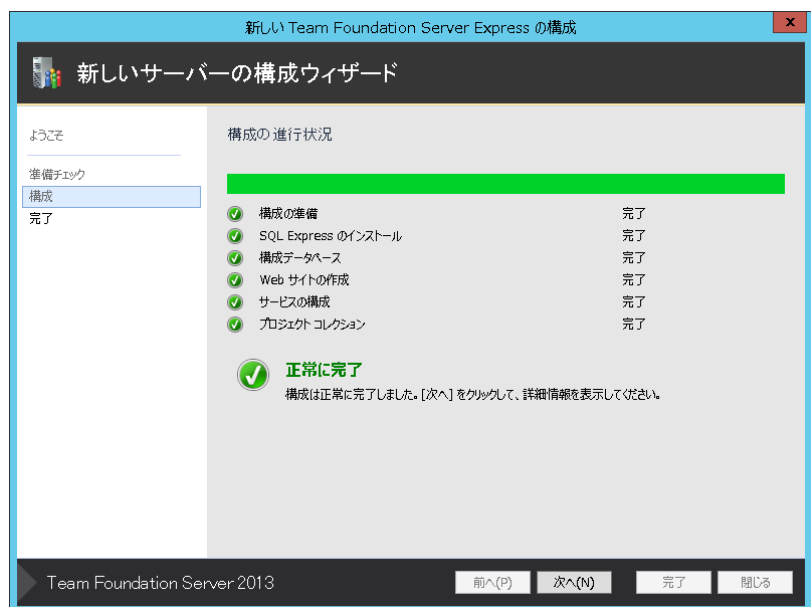 新しい Team Foundation Server Express の構成
x
新しいサーバーの構成ウィザード
ようこそ
構成の進行状況
準備チェック
構成
完了
構成の準備 完了
SQL Express のインストール 完了
構成データベース 完了
Web サイトの作成 完了
サービスの構成 完了
プロジェクト コレクション 完了
正常に完了
構成は正常に完了しました。[次へ] をクリックして、詳細情報を表示してください。
Team Foundation Server 2013
前へ(P) 次へ(N) 完了 閉じる